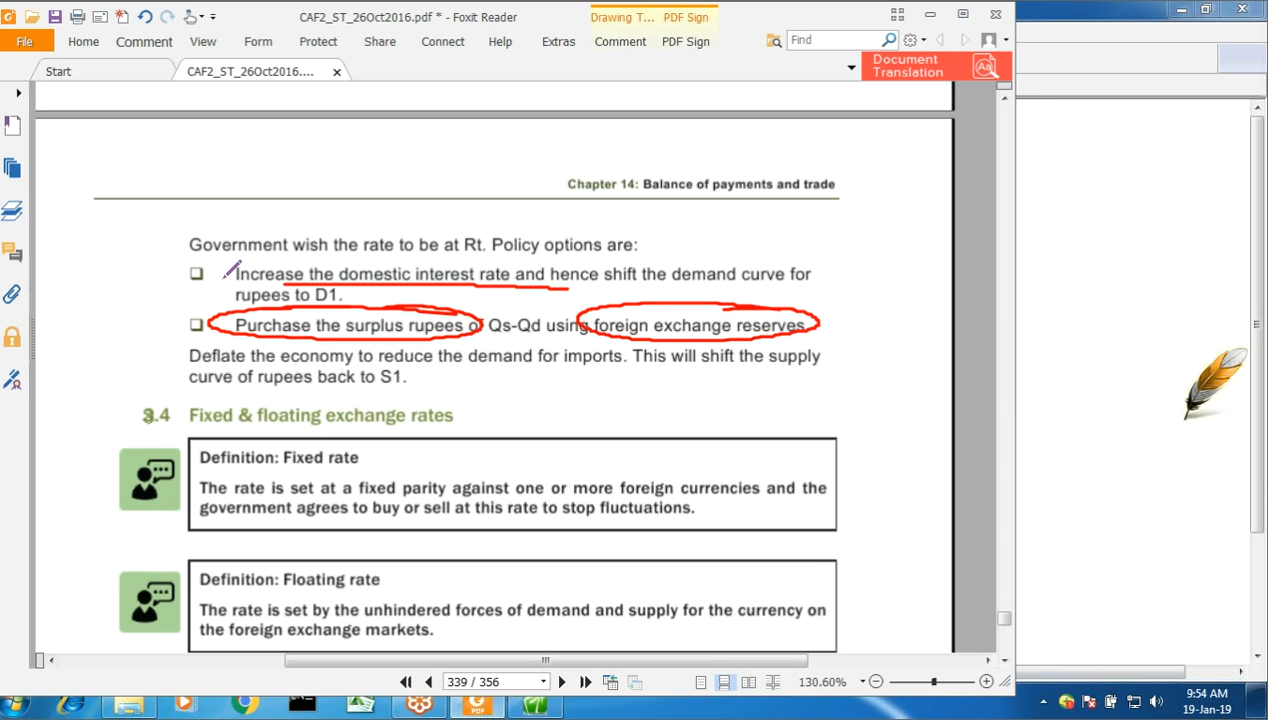 CAF2_ST_26Oct2016.pdf * - Foxit Reader
Drawing T... PDF Sign
File Home Comment View Form Protect Share Connect Help Extras Comment PDF Sign Find
Start CAF2_ST_26Oct2016.... Document Translation Aa
Chapter 14: Balance of payments and trade
Government wish the rate to be at Rt. Policy options are:
Increase the domestic interest rate and hence shift the demand curve for
rupees to D1.
Purchase the surplus rupees of Qs-Qd using foreign exchange reserves.
Deflate the economy to reduce the demand for imports. This will shift the supply
curve of rupees back to S1.
3.4 Fixed & floating exchange rates
Definition: Fixed rate
The rate is set at a fixed parity against one or more foreign currencies and the
government agrees to buy or sell at this rate to stop fluctuations.
Definition: Floating rate
The rate is set by the unhindered forces of demand and supply for the currency on
the foreign exchange markets.
339 / 356 130.60%
PDF
9:54 AM
19-Jan-19